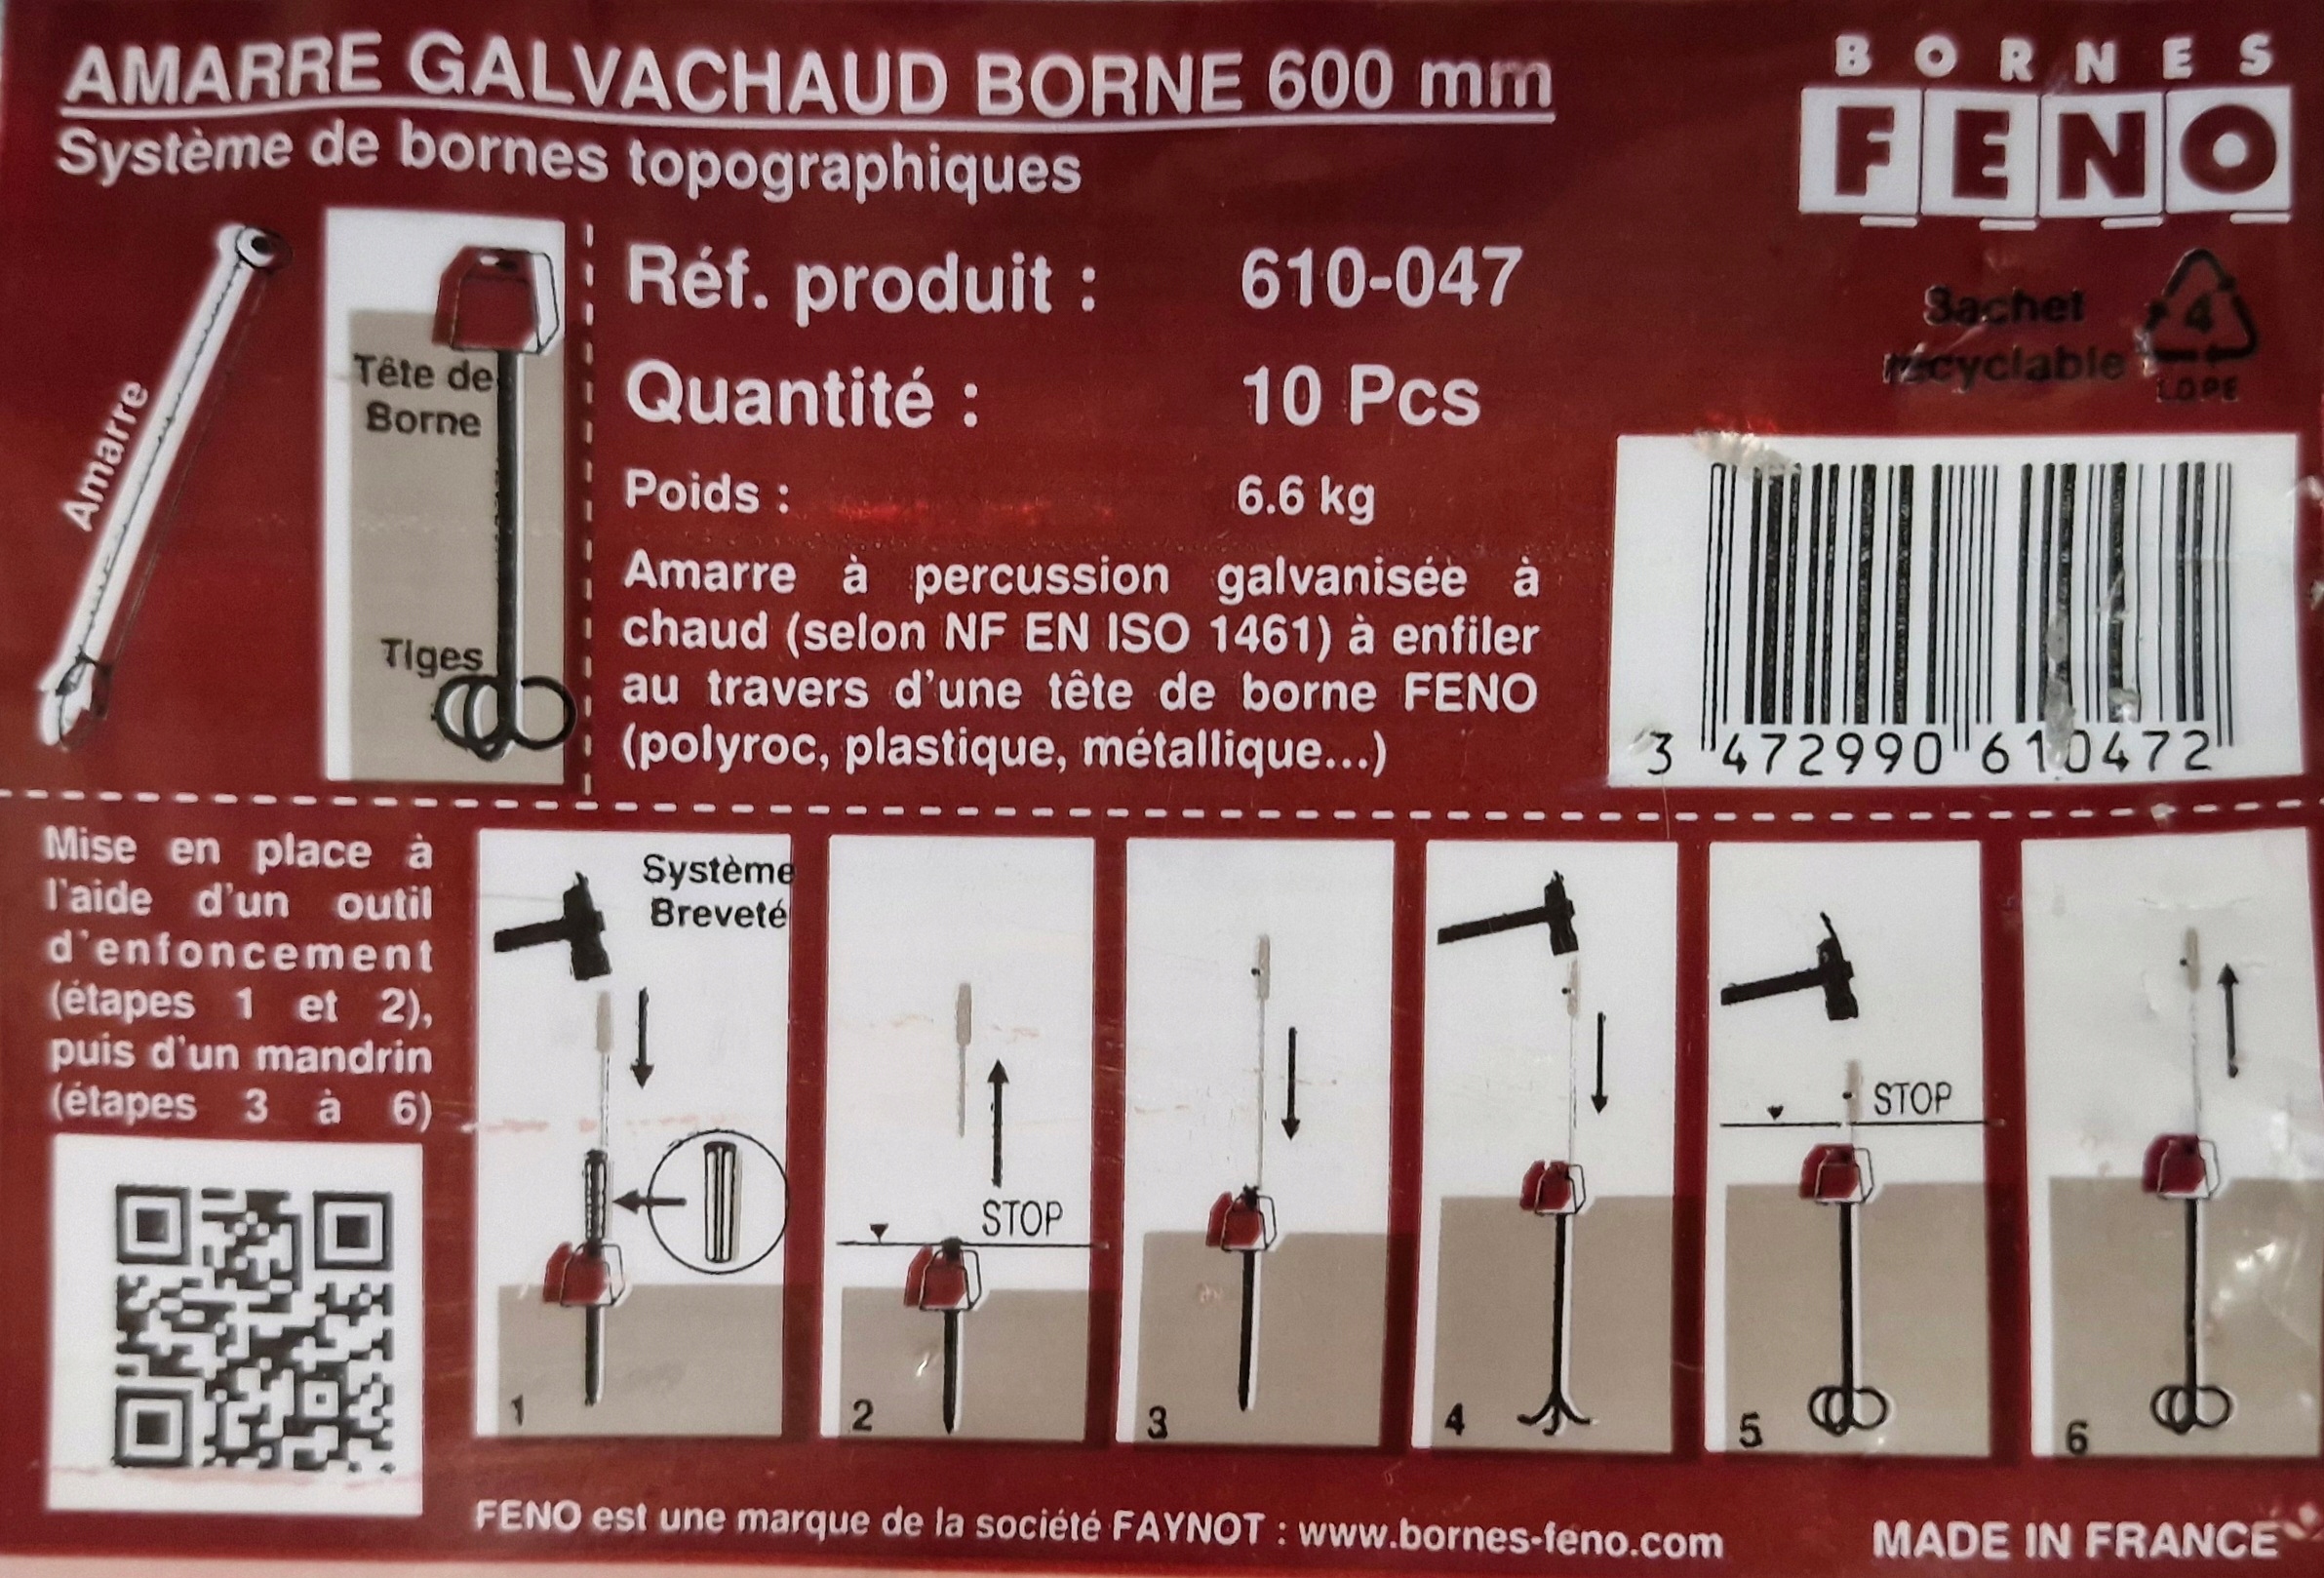 AMARRE GALVACHAUD BORNE 600 mm
Système de bornes topographiques
BORNES
FENO
Amarre
Tête de
Borne
Tiges
Réf. produit : 610-047
Quantité : 10 Pcs
Poids : 6.6 kg
Amarre à percussion galvanisée à
chaud (selon NF EN ISO 1461) à enfiler
au travers d'une tête de borne FENO
(polyroc, plastique, métallique...)
Sachet
recyclable
4
LDPE
3 472990 610472
Mise en place à
l'aide d'un outil
d'enfoncement
(étapes 1 et 2),
puis d'un mandrin
(étapes 3 à 6)
Système
Breveté
1
STOP
2
3
4
STOP
5
6
FENO est une marque de la société FAYNOT : www.bornes-feno.com
MADE IN FRANCE